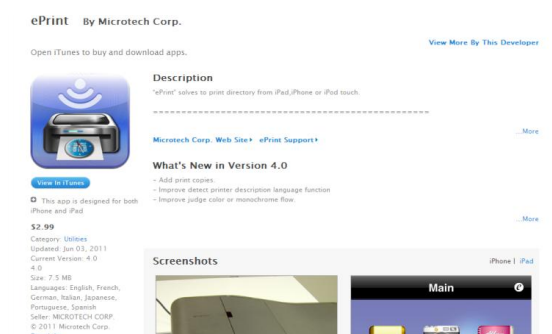 ePrint By Microtech Corp.
View More By This Developer
Open iTunes to buy and download apps.
Description
"ePrint" solves to print directory from iPad,iPhone or iPod touch.
...More
Microtech Corp. Web Site ePrint Support
What's New in Version 4.0
- Add print copies.
- Improve detect printer description language function
- Improve judge color or monochrome flow.
...More
View In iTunes
This app is designed for both
iPhone and iPad
$2.99
Category: Utilities
Updated: Jun 03, 2011
Current Version: 4.0
4.0
Size: 7.5 MB
Languages: English, French,
German, Italian, Japanese,
Portuguese, Spanish
Seller: MICROTECH CORP.
© 2011 Microtech Corp.
Screenshots
iPhone | iPad
Main